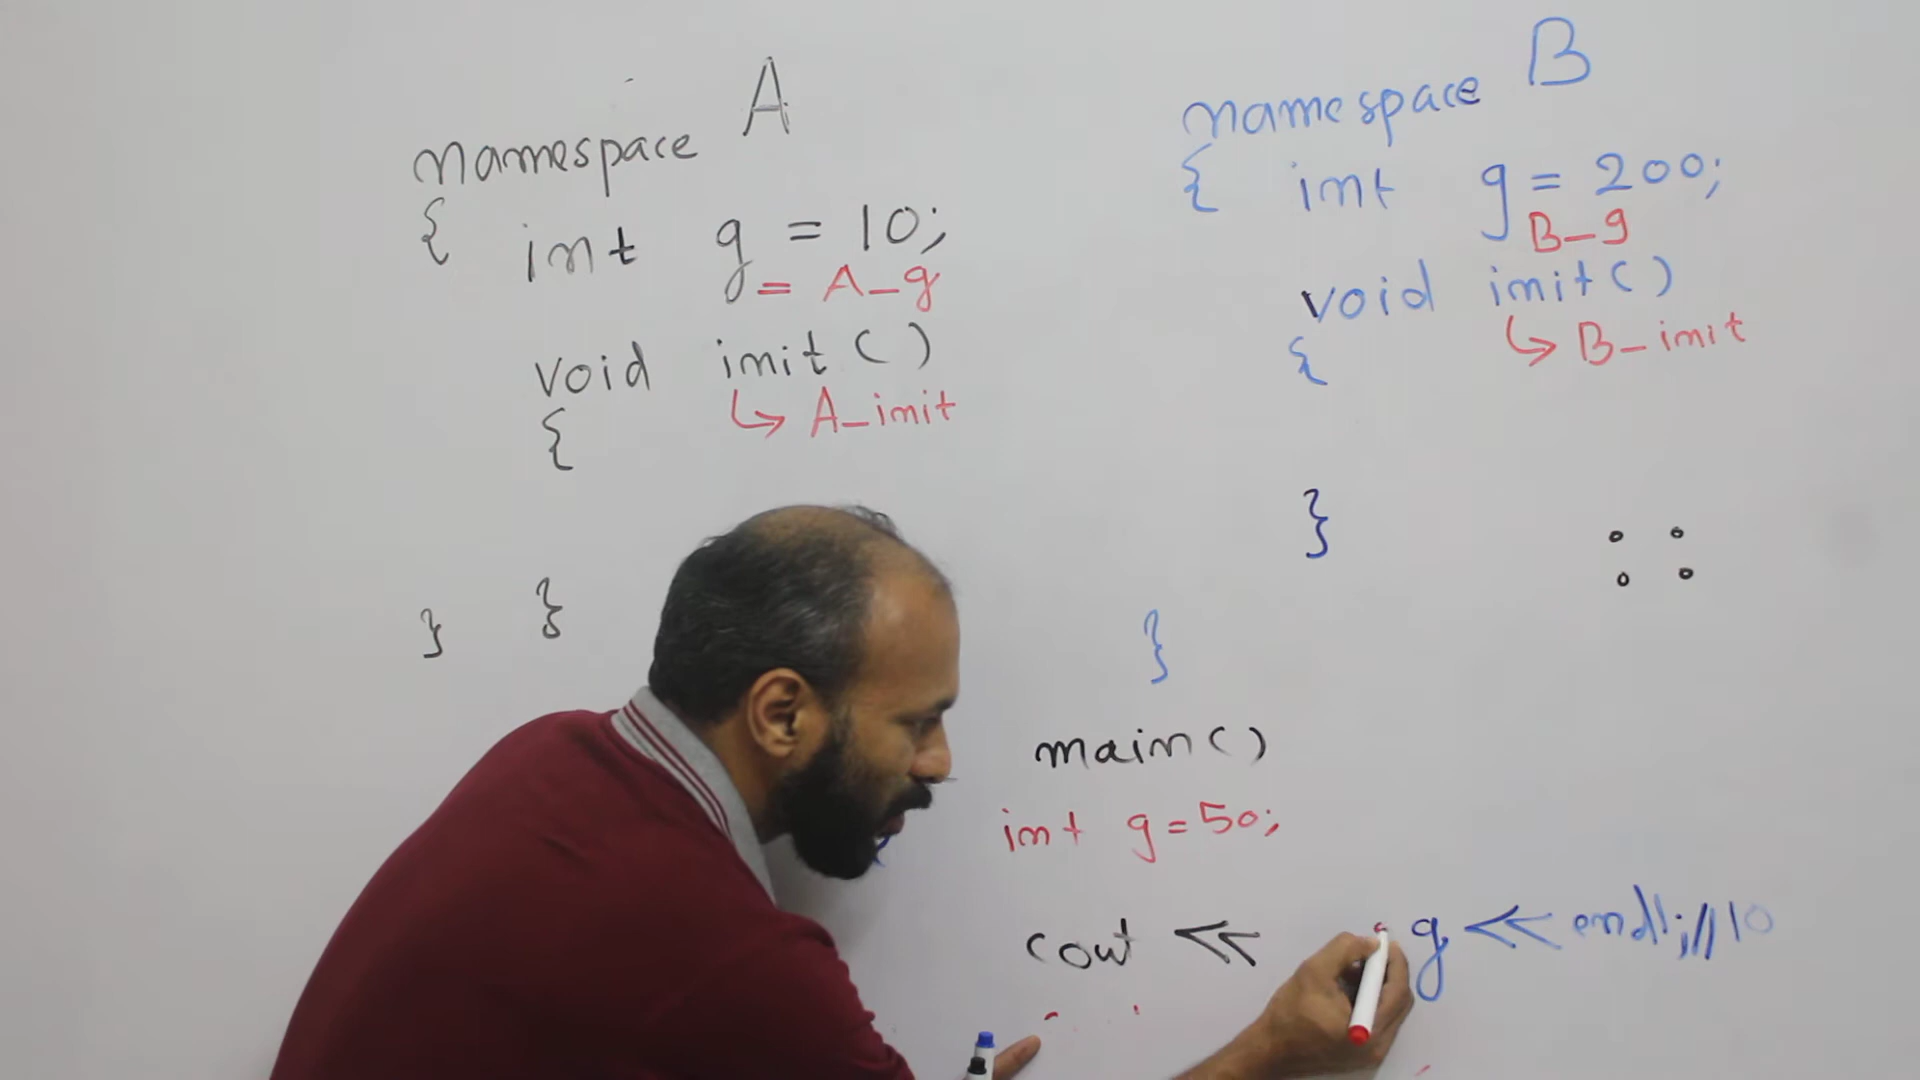 namespace A
{ int g = 10;
= A_g
void init()
↳ A_init
{
}
}
namespace B
{ int g = 200;
B_g
void init()
↳ B_init
{
}
}
: :
main()
int g = 50;
cout << g << endl; // 10